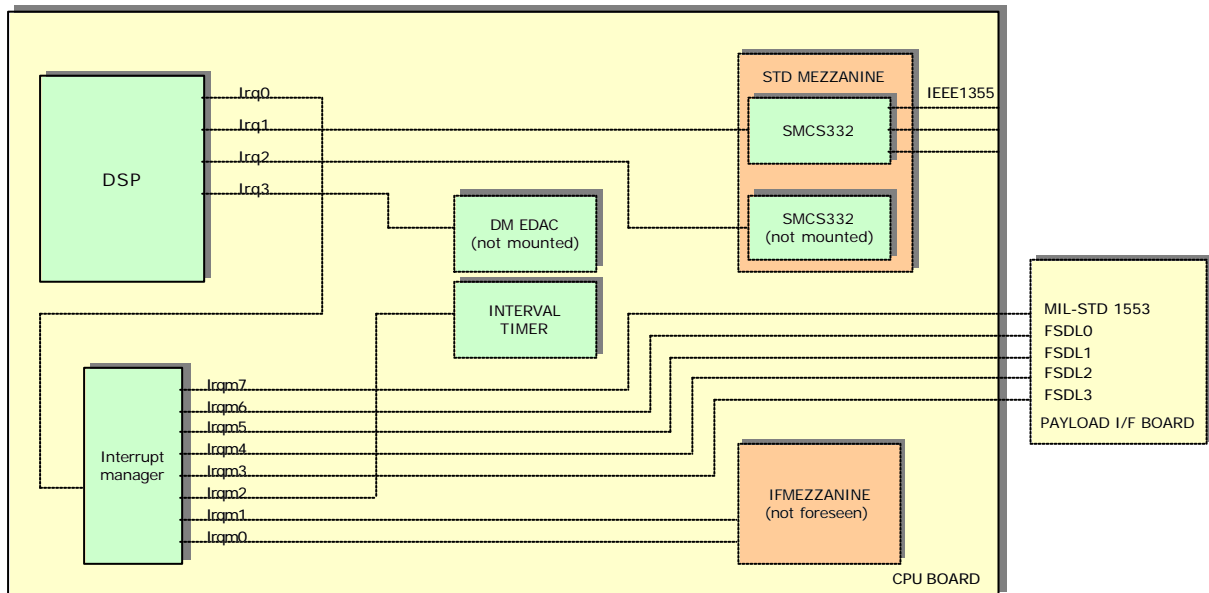 STD MEZZANINE
IEEE1355
Irq0
Irq1
Irq2
Irq3
DSP
SMCS332
DM EDAC
(not mounted)
SMCS332
(not mounted)
INTERVAL
TIMER
MIL-STD 1553
FSDL0
FSDL1
FSDL2
FSDL3
PAYLOAD I/F BOARD
Irqm7
Irqm6
Irqm5
Irqm4
Irqm3
Irqm2
Irqm1
Irqm0
Interrupt
manager
IFMEZZANINE
(not foreseen)
CPU BOARD